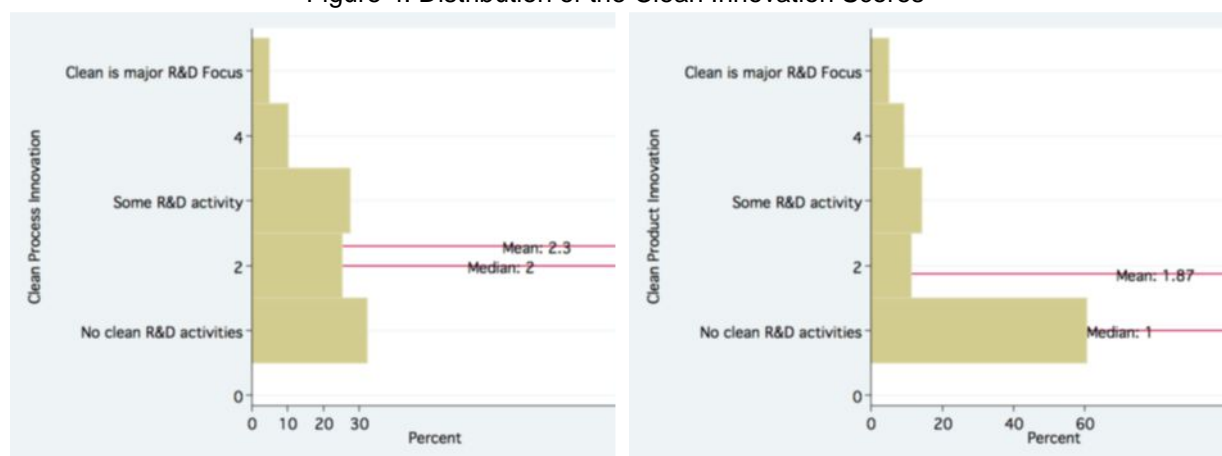 Figure 4: Distribution of the Clean Innovation Scores
Clean Process Innovation
Clean is major R&D Focus
4
Some R&D activity
Mean: 2.3
2
Median: 2
No clean R&D activities
0
0 10 20 30
Percent
Clean Product Innovation
Clean is major R&D Focus
4
Some R&D activity
2
Mean: 1.87
No clean R&D activities
Median: 1
0
0 20 40 60
Percent